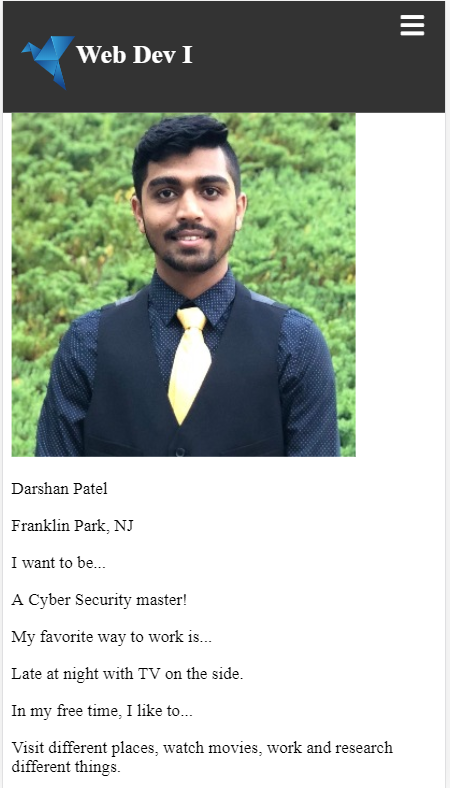 Web Dev I
Darshan Patel
Franklin Park, NJ
I want to be...
A Cyber Security master!
My favorite way to work is...
Late at night with TV on the side.
In my free time, I like to...
Visit different places, watch movies, work and research
different things.